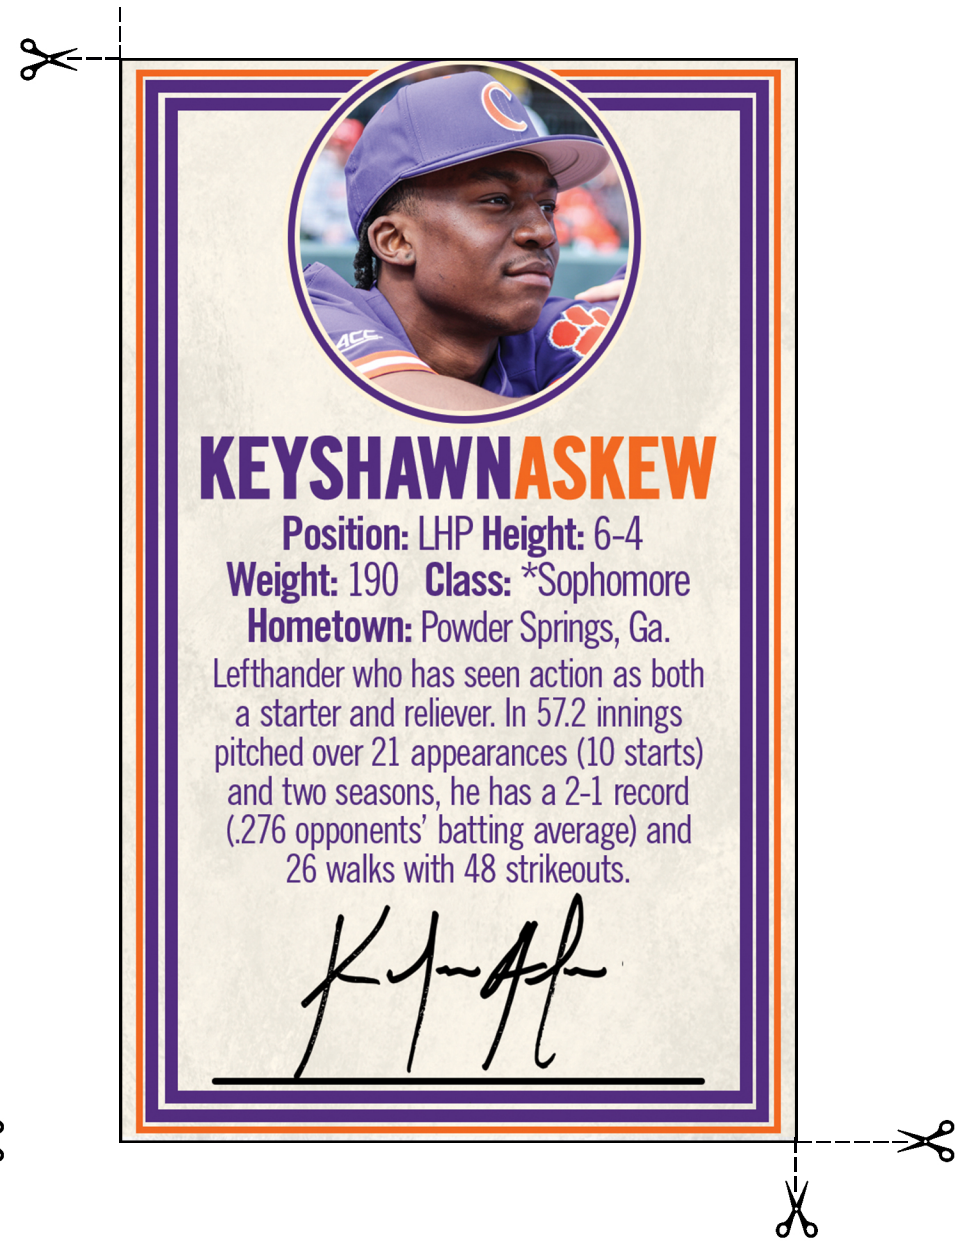 C
ACC
KEYSHAWNASKEW
Position: LHP Height: 6-4
Weight: 190 Class: *Sophomore
Hometown: Powder Springs, Ga.
Lefthander who has seen action as both
a starter and reliever. In 57.2 innings
pitched over 21 appearances (10 starts)
and two seasons, he has a 2-1 record
(.276 opponents’ batting average) and
26 walks with 48 strikeouts.